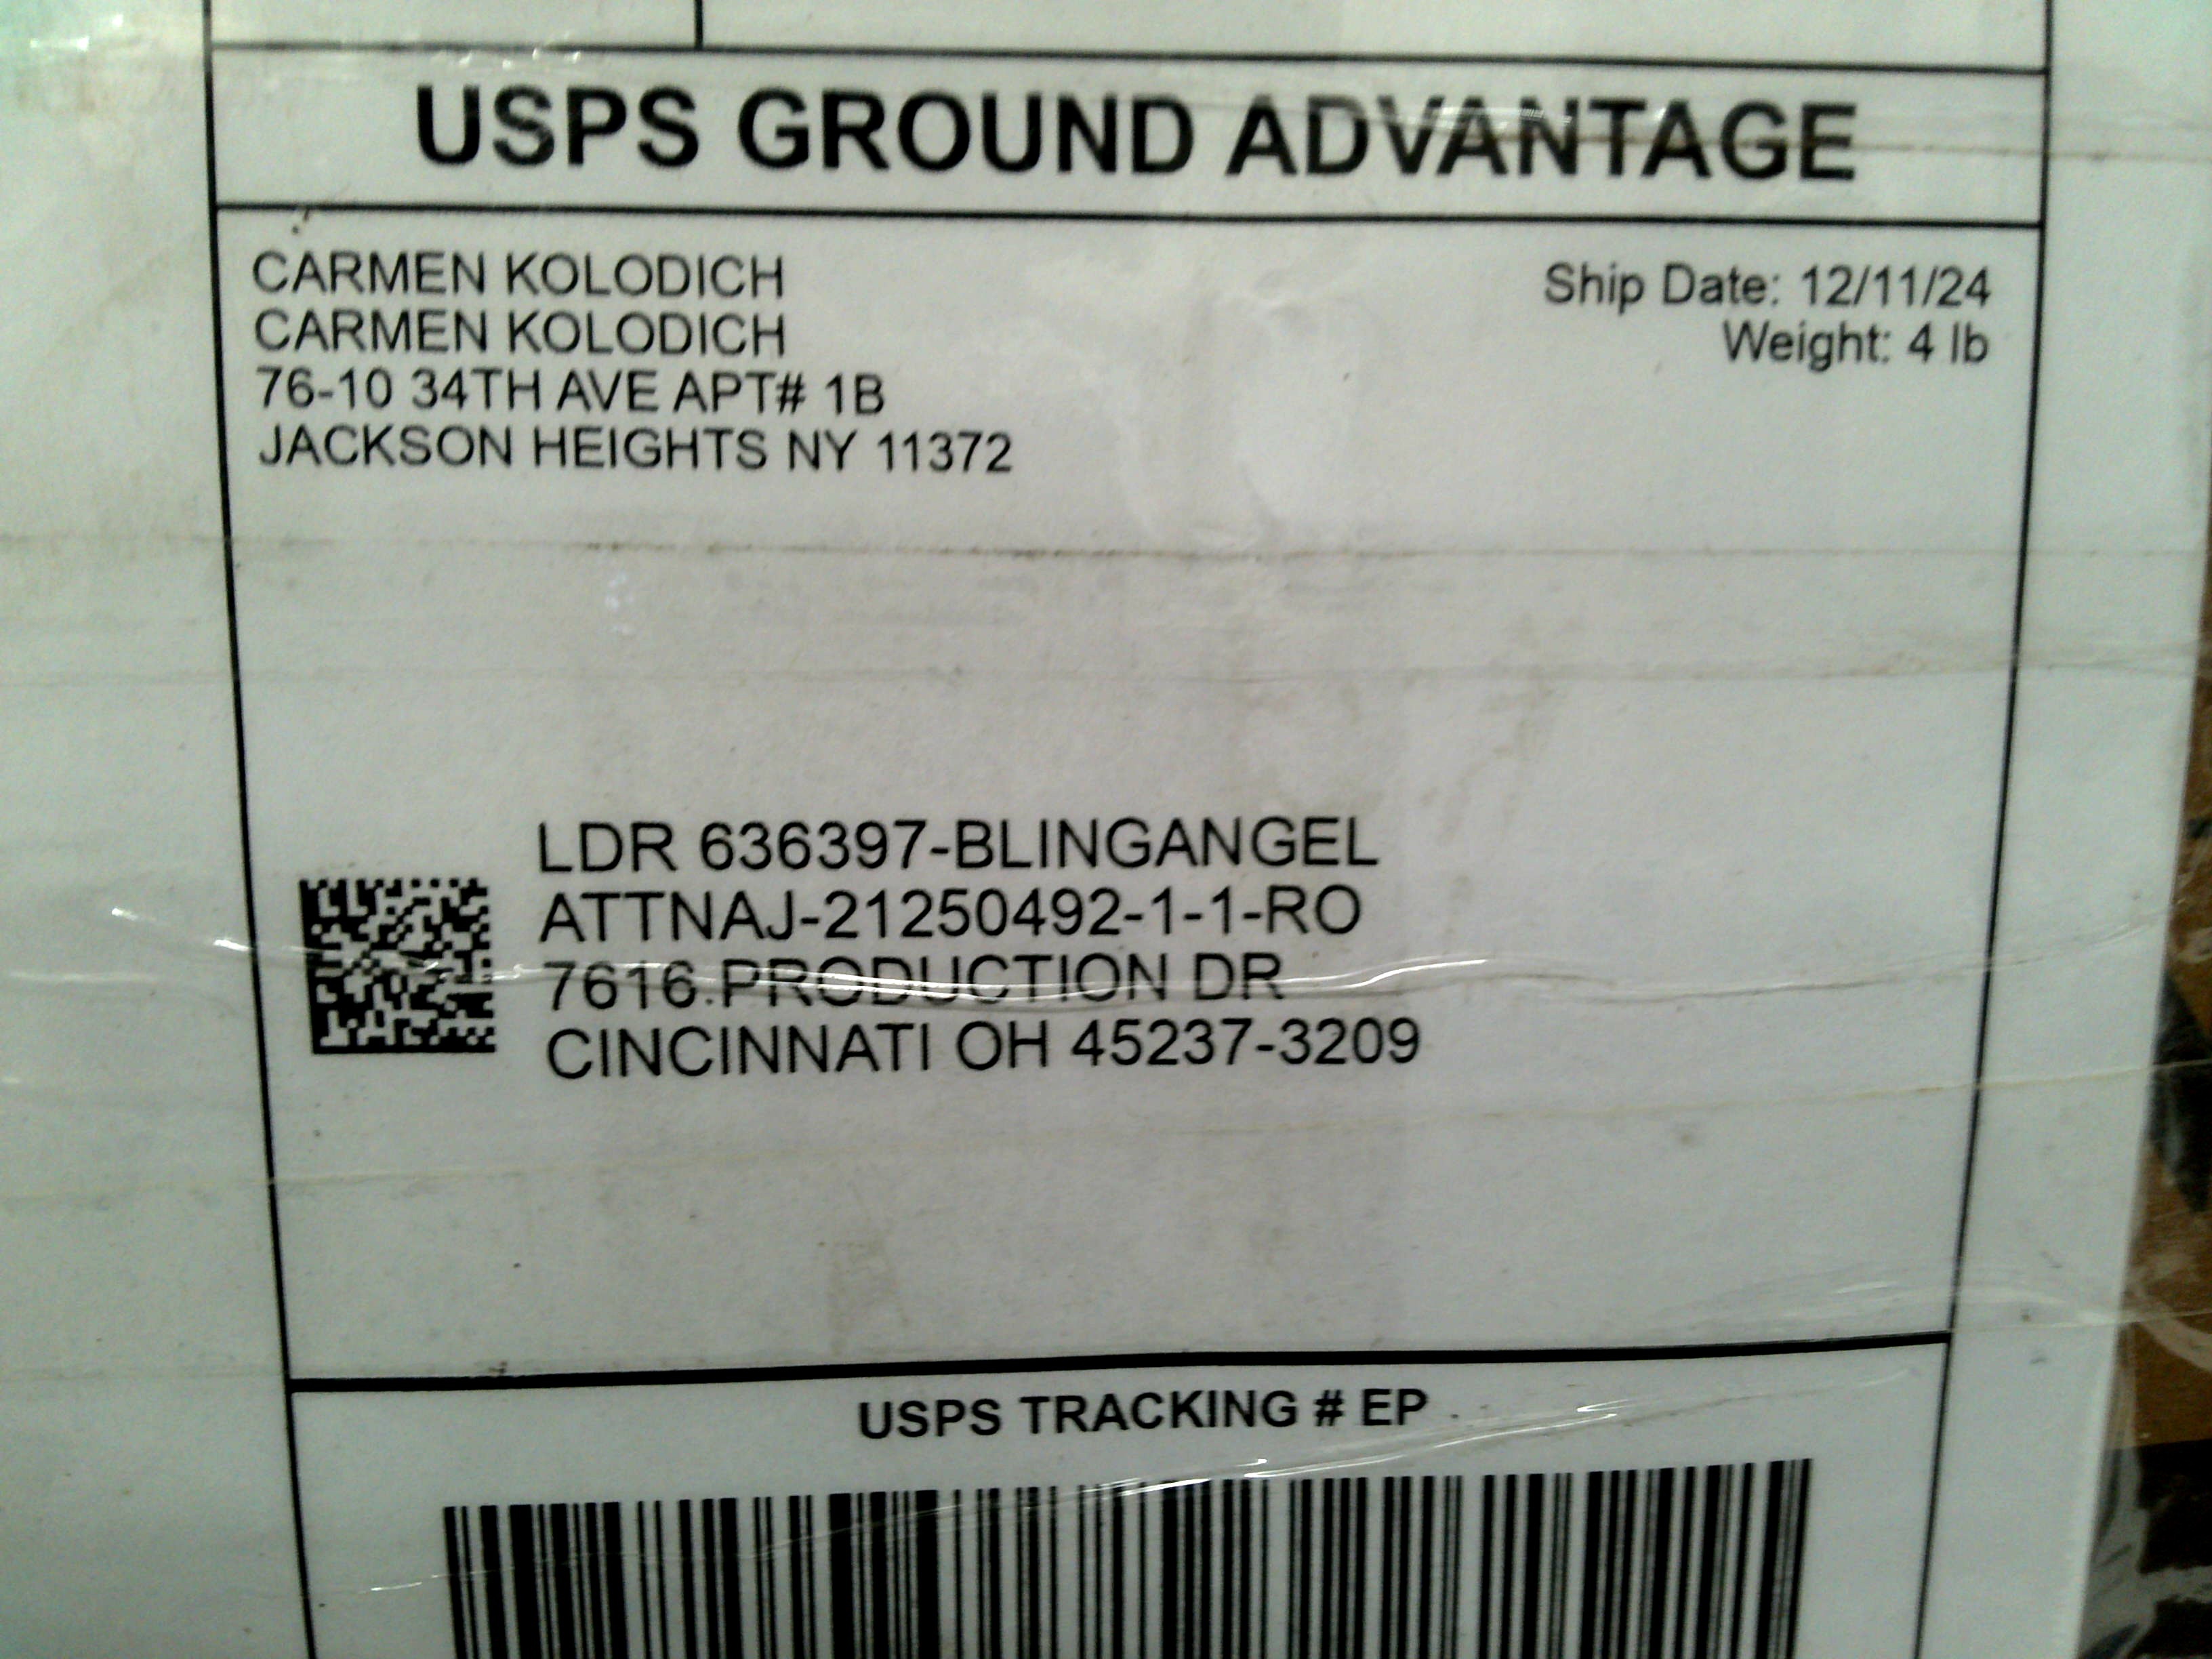 USPS GROUND ADVANTAGE
CARMEN KOLODICH
CARMEN KOLODICH
76-10 34TH AVE APT# 1B
JACKSON HEIGHTS NY 11372
Ship Date: 12/11/24
Weight: 4 lb
LDR 636397-BLINGANGEL
ATTNAJ-21250492-1-1-RO
7616 PRODUCTION DR
CINCINNATI OH 45237-3209
USPS TRACKING # EP